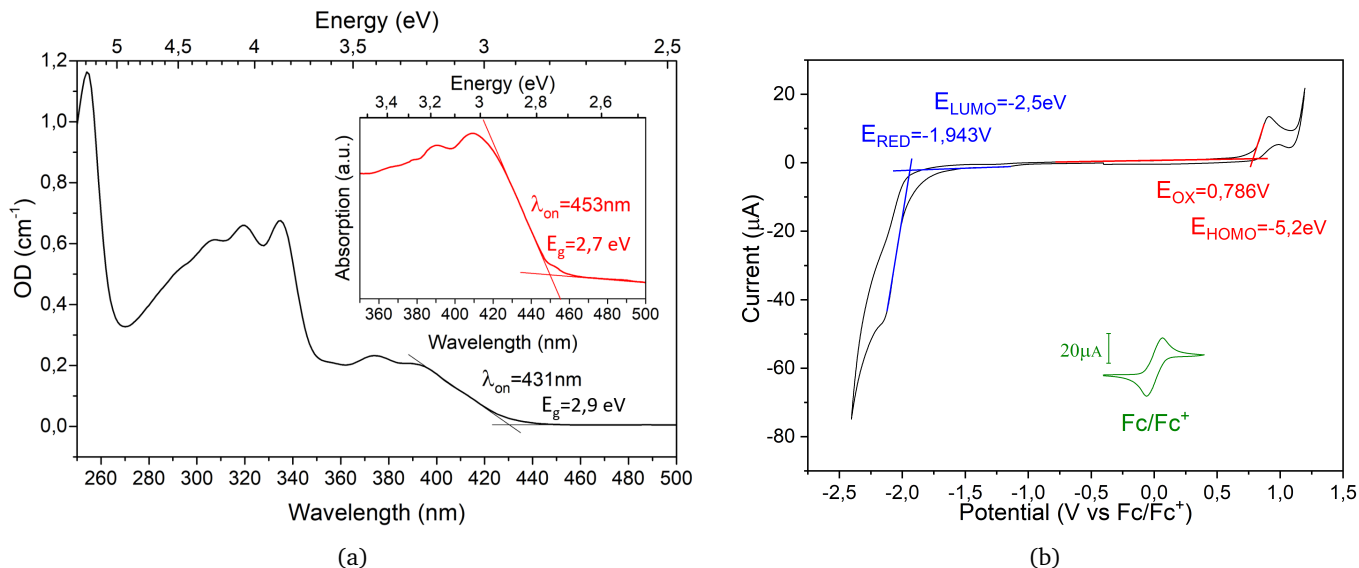 Energy (eV)
5 4,5 4 3,5 3 2,5
1,2
1,0
0,8
0,6
0,4
0,2
0,0
OD (cm⁻¹)
Energy (eV)
3,4 3,2 3 2,8 2,6
Absorption (a.u.)
λon=453nm
Eg=2,7 eV
360 380 400 420 440 460 480 500
Wavelength (nm)
λon=431nm
Eg=2,9 eV
260 280 300 320 340 360 380 400 420 440 460 480 500
Wavelength (nm)
(a)
20
0
-20
-40
-60
-80
Current (µA)
ELUMO=-2,5eV
ERED=-1,943V
EOX=0,786V
EHOMO=-5,2eV
20µA
Fc/Fc⁺
-2,5 -2,0 -1,5 -1,0 -0,5 0,0 0,5 1,0 1,5
Potential (V vs Fc/Fc⁺)
(b)